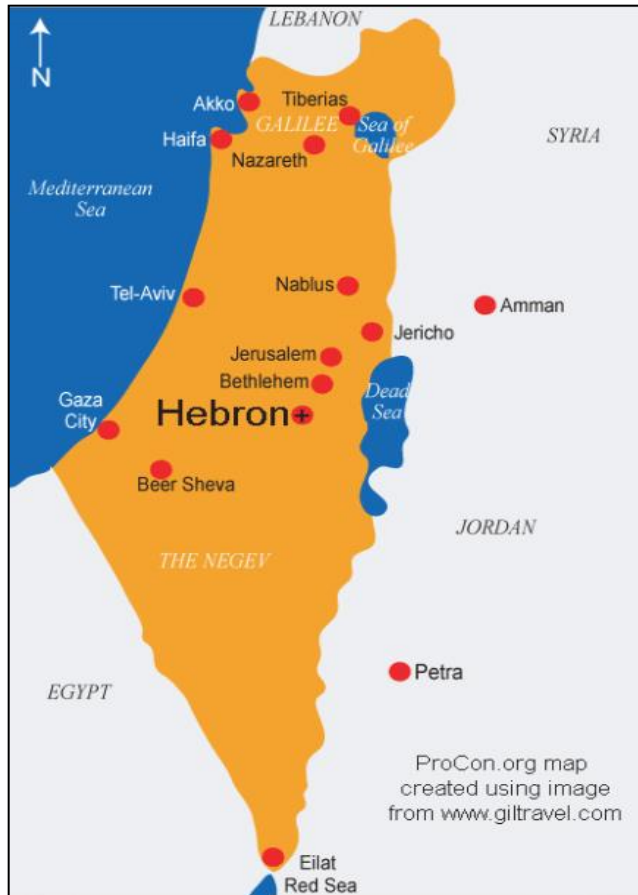 LEBANON
N
Akko
Tiberias
GALILEE
Sea of
Galilee
Haifa
Nazareth
SYRIA
Mediterranean
Sea
Nablus
Tel-Aviv
Amman
Jericho
Jerusalem
Bethlehem
Dead
Sea
Gaza
City
Hebron
Beer Sheva
JORDAN
THE NEGEV
Petra
EGYPT
ProCon.org map
created using image
from www.giltravel.com
Eilat
Red Sea